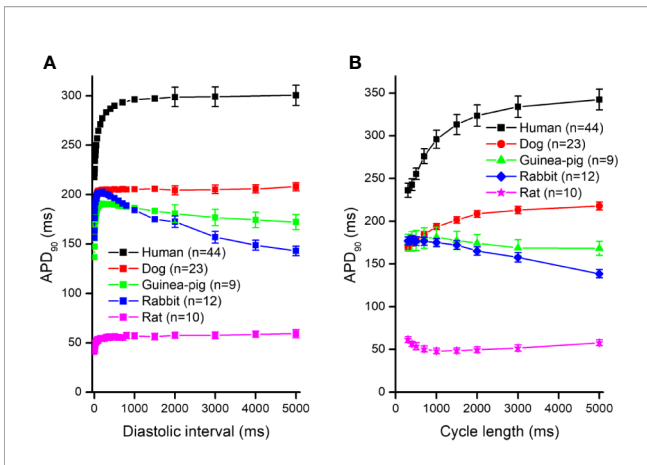 A
APD90 (ms)
300
250
200
150
100
50
0
Human (n=44)
Dog (n=23)
Guinea-pig (n=9)
Rabbit (n=12)
Rat (n=10)
0 1000 2000 3000 4000 5000
Diastolic interval (ms)
B
APD90 (ms)
350
300
250
200
150
100
50
0
Human (n=44)
Dog (n=23)
Guinea-pig (n=9)
Rabbit (n=12)
Rat (n=10)
0 1000 2000 3000 4000 5000
Cycle length (ms)